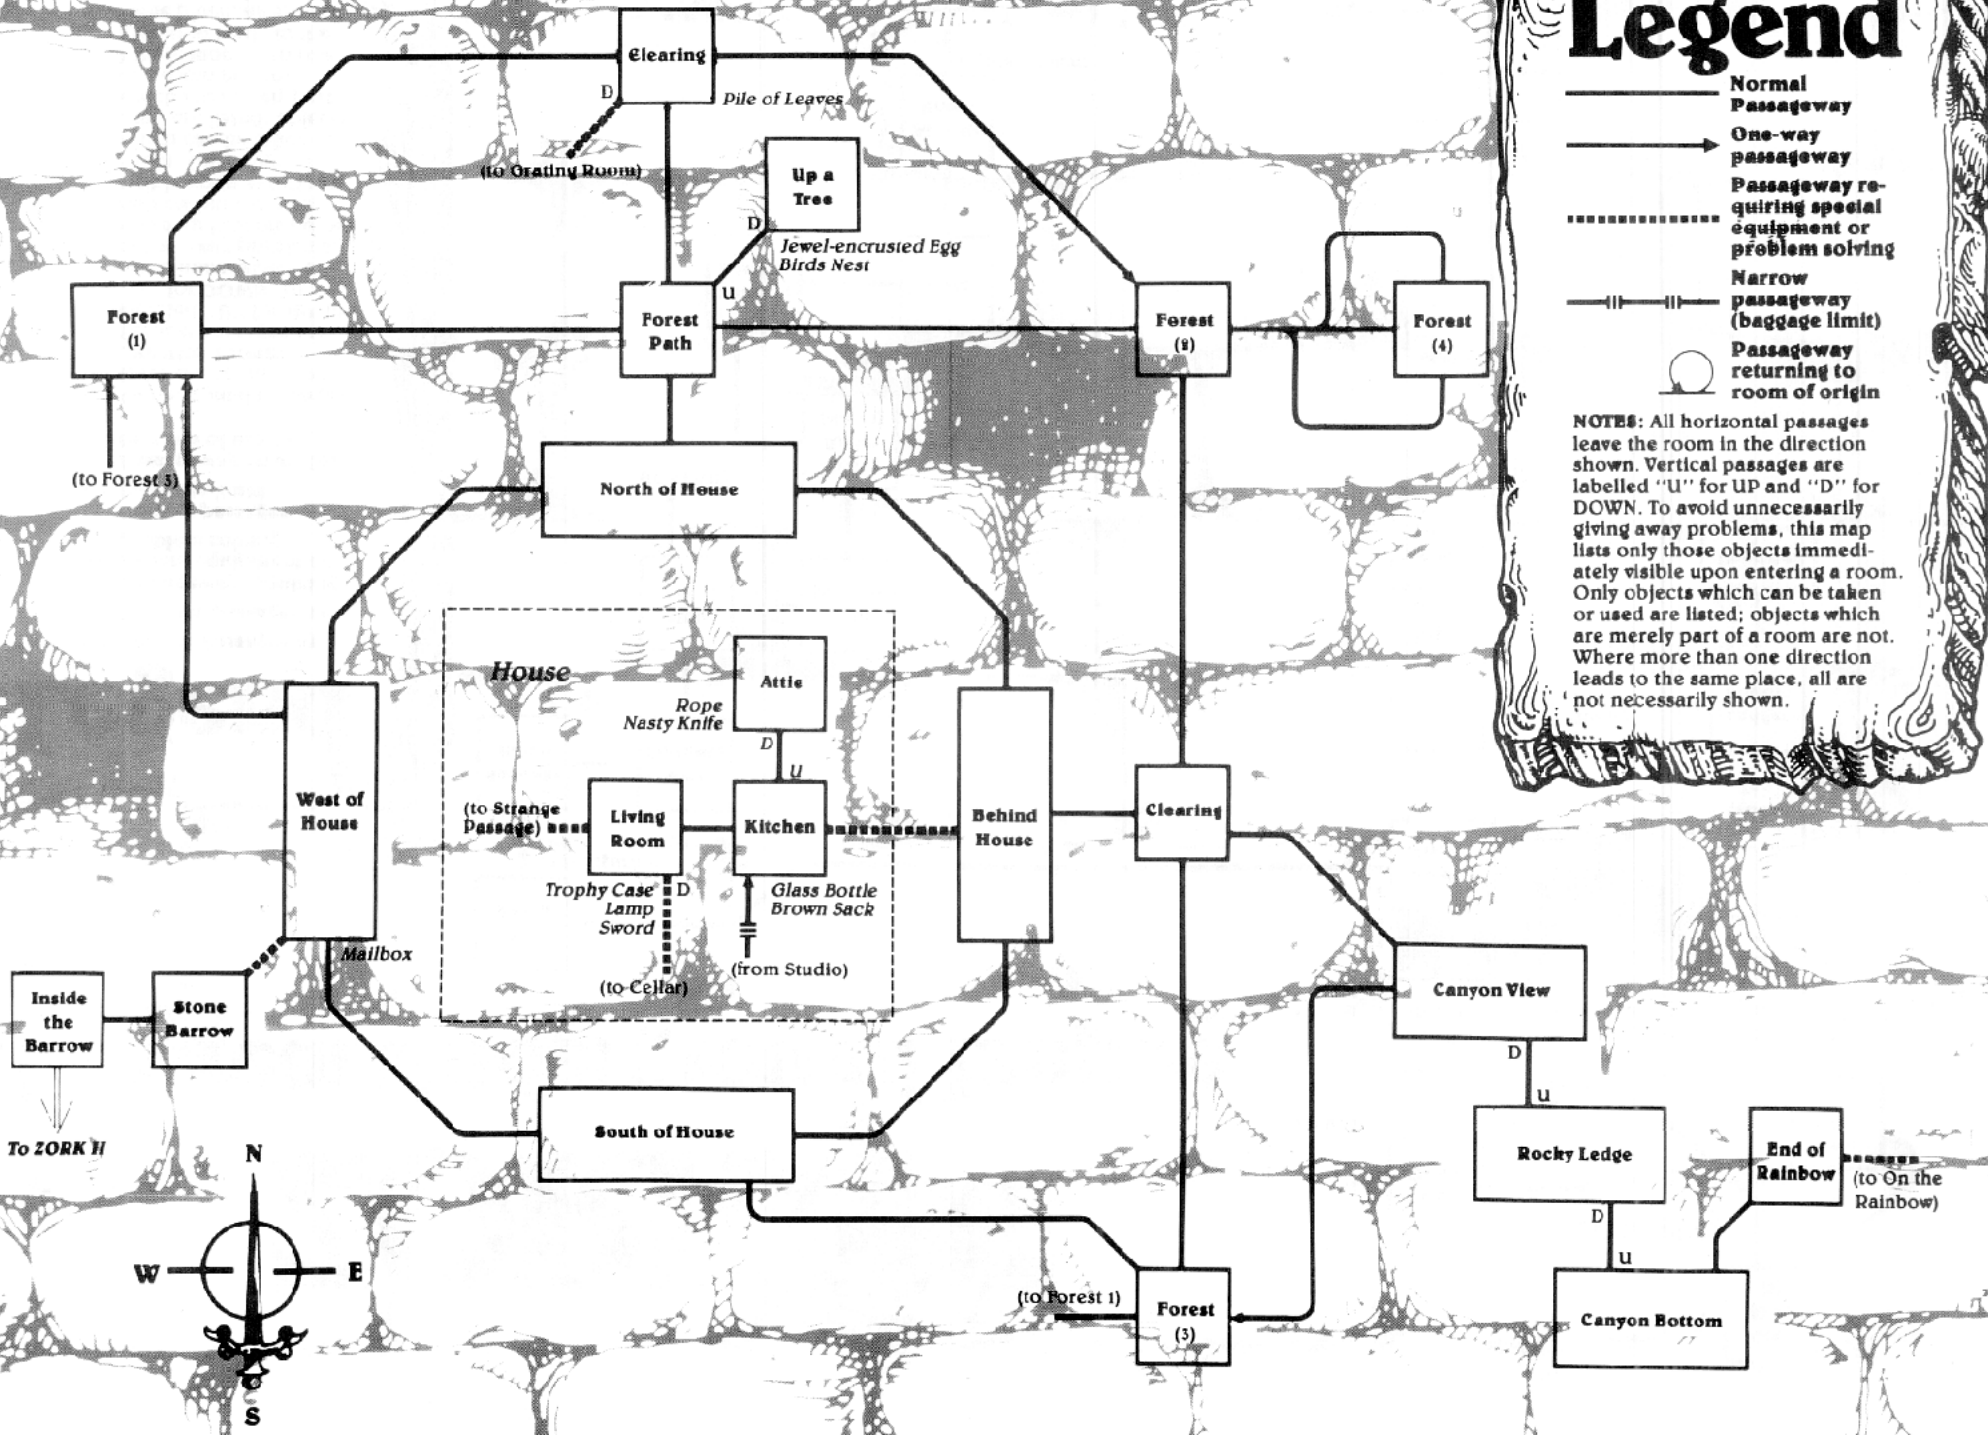 Legend
Normal
Passageway
One-way
passageway
Passageway re-
quiring special
equipment or
problem solving
Narrow
passageway
(baggage limit)
Passageway
returning to
room of origin
NOTES: All horizontal passages
leave the room in the direction
shown. Vertical passages are
labelled "U" for UP and "D" for
DOWN. To avoid unnecessarily
giving away problems, this map
lists only those objects immedi-
ately visible upon entering a room.
Only objects which can be taken
or used are listed; objects which
are merely part of a room are not.
Where more than one direction
leads to the same place, all are
not necessarily shown.
Clearing
D
Pile of Leaves
(to Grating Room)
Up a
Tree
D
Jewel-encrusted Egg
Birds Nest
U
Forest
(1)
Forest
Path
Forest
(2)
Forest
(4)
(to Forest 3)
North of House
House
Attic
Rope
Nasty Knife
D
U
West of
House
(to Strange
Passage)
Living
Room
Kitchen
Behind
House
Clearing
Trophy Case
Lamp
Sword
D
Glass Bottle
Brown Sack
(from Studio)
(to Cellar)
Mailbox
Inside
the
Barrow
Stone
Barrow
To ZORK II
Canyon View
D
U
South of House
Rocky Ledge
End of
Rainbow
(to On the
Rainbow)
D
U
N
W
E
S
(to Forest 1)
Forest
(3)
Canyon Bottom